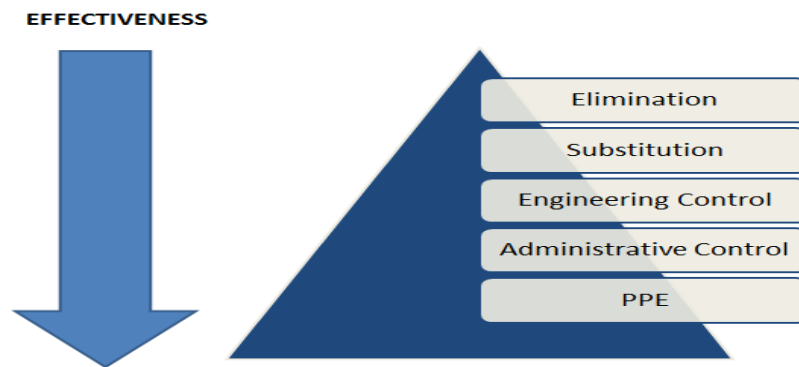 EFFECTIVENESS
Elimination
Substitution
Engineering Control
Administrative Control
PPE